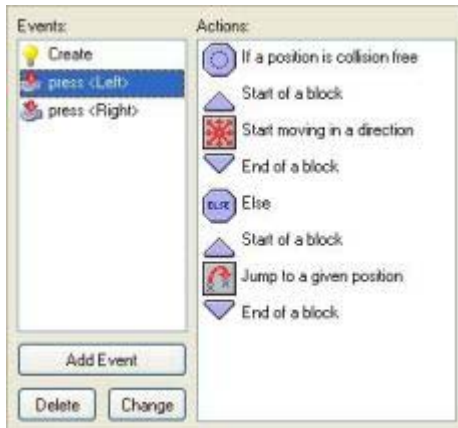 Events:
Create
press <Left>
press <Right>
Add Event
Delete
Change
Actions:
If a position is collision free
Start of a block
Start moving in a direction
End of a block
ELSE Else
Start of a block
Jump to a given position
End of a block